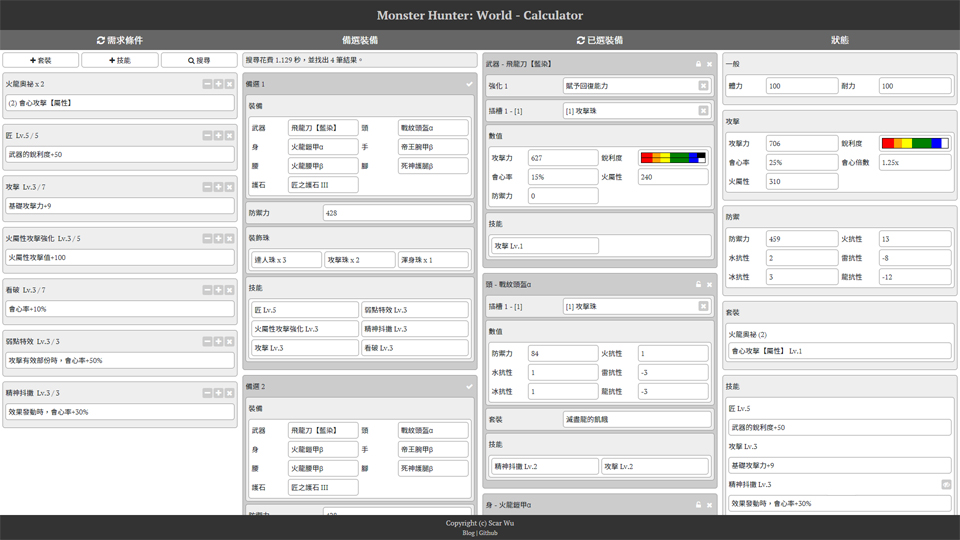 Monster Hunter: World - Calculator
需求條件
備選裝備
已選裝備
狀態
套裝
技能
搜尋
火龍奧祕 x 2
(2) 會心攻擊【屬性】
匠 Lv.5 / 5
武器的銳利度+50
攻擊 Lv.3 / 7
基礎攻擊力+9
火屬性攻擊強化 Lv.3 / 5
火屬性攻擊值+100
看破 Lv.3 / 7
會心率+10%
弱點特效 Lv.3 / 3
攻擊有效部份時，會心率+50%
精神抖擻 Lv.3 / 3
效果發動時，會心率+30%
搜尋花費 1.129 秒，並找出 4 筆結果。
備選 1
裝備
武器 飛龍刀【藍染】 頭 戰紋頭盔α
身 火龍鎧甲α 手 帝王腕甲β
腰 火龍腰甲β 腳 死神護腿β
護石 匠之護石 III
防禦力 428
裝飾珠
達人珠 x 3 攻擊珠 x 2 渾身珠 x 1
技能
匠 Lv.5 弱點特效 Lv.3
火屬性攻擊強化 Lv.3 精神抖擻 Lv.3
攻擊 Lv.3 看破 Lv.3
備選 2
裝備
武器 飛龍刀【藍染】 頭 戰紋頭盔α
身 火龍鎧甲β 手 帝王腕甲β
腰 火龍腰甲β 腳 死神護腿β
護石 匠之護石 III
防禦力 428
武器 - 飛龍刀【藍染】
強化 1 賦予回復能力
插槽 1 - [1] [1] 攻擊珠
數值
攻擊力 627 銳利度
會心率 15% 火屬性 240
防禦力 0
技能
攻擊 Lv.1
頭 - 戰紋頭盔α
插槽 1 - [1] [1] 攻擊珠
數值
防禦力 84 火抗性 1
水抗性 1 雷抗性 -3
冰抗性 1 龍抗性 -3
套裝 滅盡龍的飢餓
技能
精神抖擻 Lv.2 攻擊 Lv.2
身 - 火龍鎧甲α
一般
體力 100 耐力 100
攻擊
攻擊力 706 銳利度
會心率 25% 會心倍數 1.25x
火屬性 310
防禦
防禦力 459 火抗性 13
水抗性 2 雷抗性 -8
冰抗性 3 龍抗性 -12
套裝
火龍奧祕 (2)
會心攻擊【屬性】 Lv.1
技能
匠 Lv.5
武器的銳利度+50
攻擊 Lv.3
基礎攻擊力+9
精神抖擻 Lv.3
效果發動時，會心率+30%
Copyright (c) Scar Wu
Blog | Github